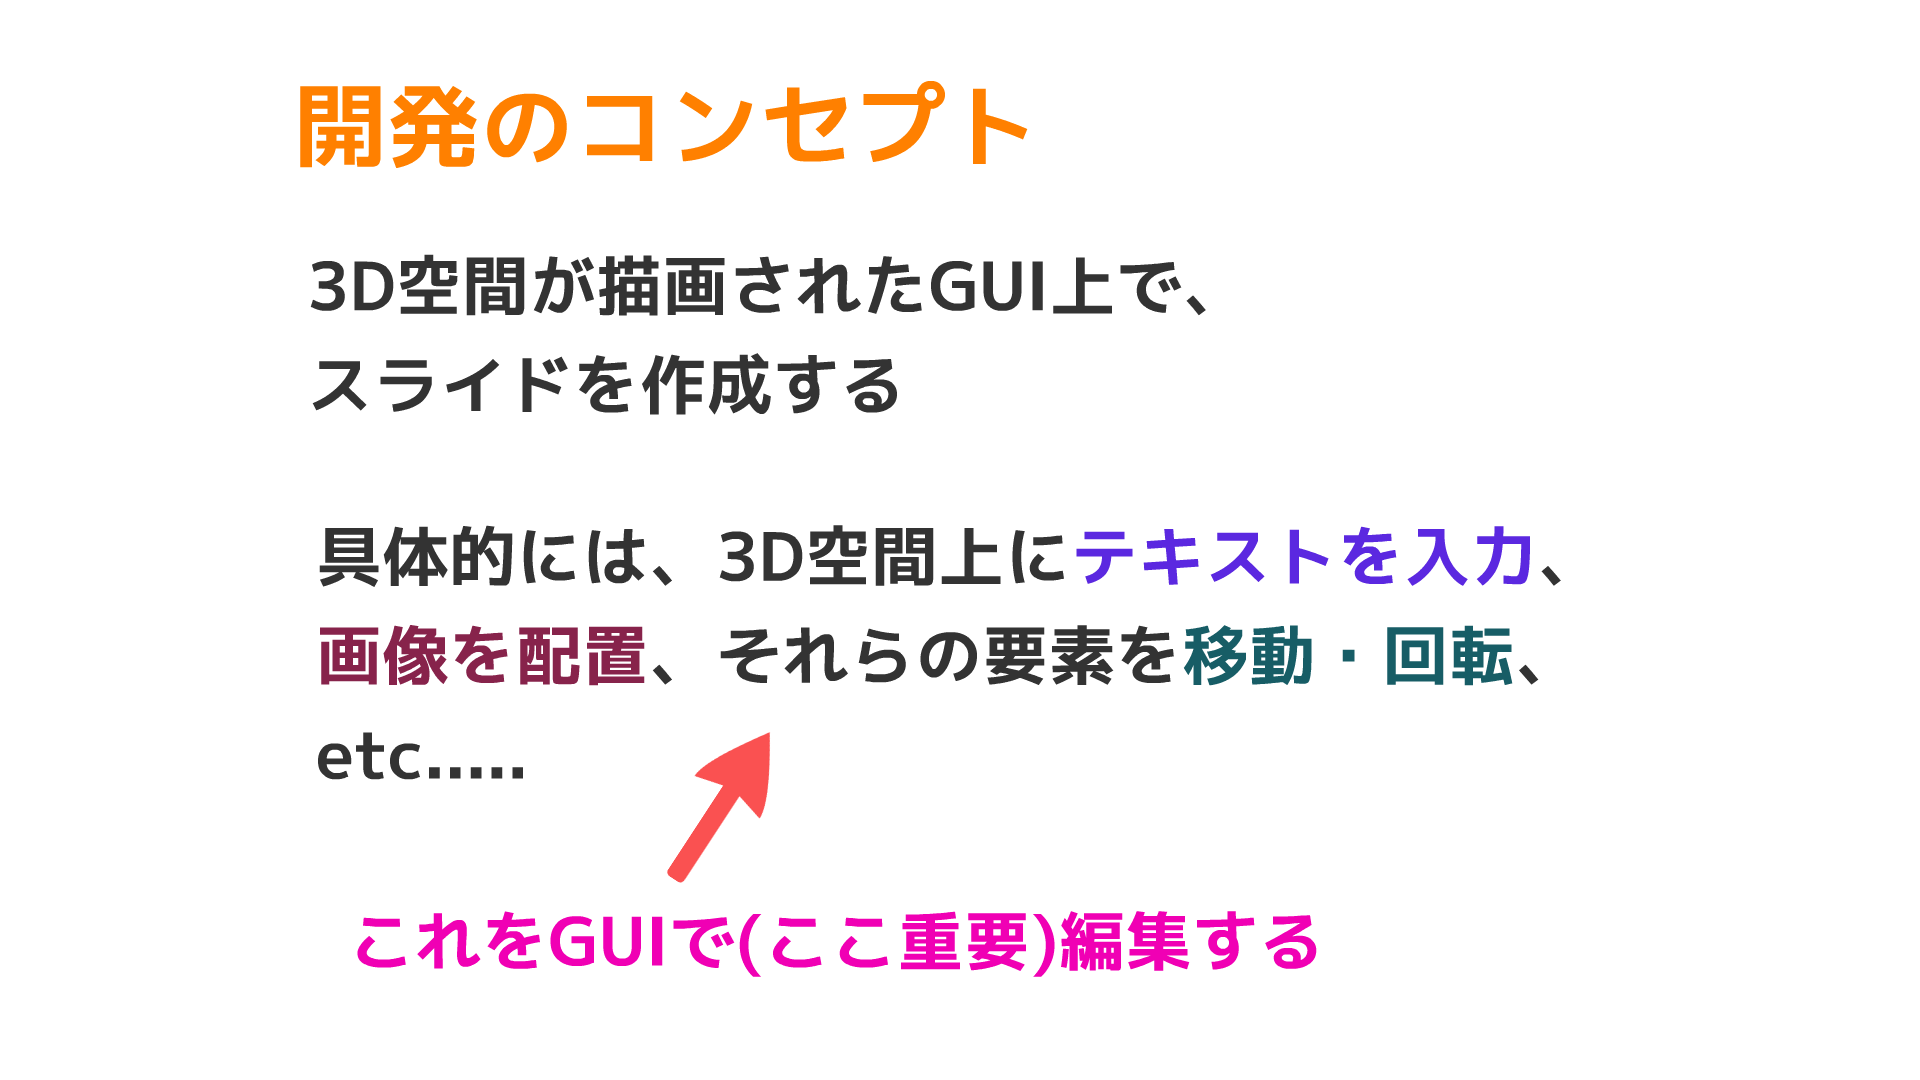 開発のコンセプト
3D空間が描画されたGUI上で、
スライドを作成する
具体的には、3D空間上にテキストを入力、
画像を配置、それらの要素を移動・回転、
etc.....
これをGUIで(ここ重要)編集する